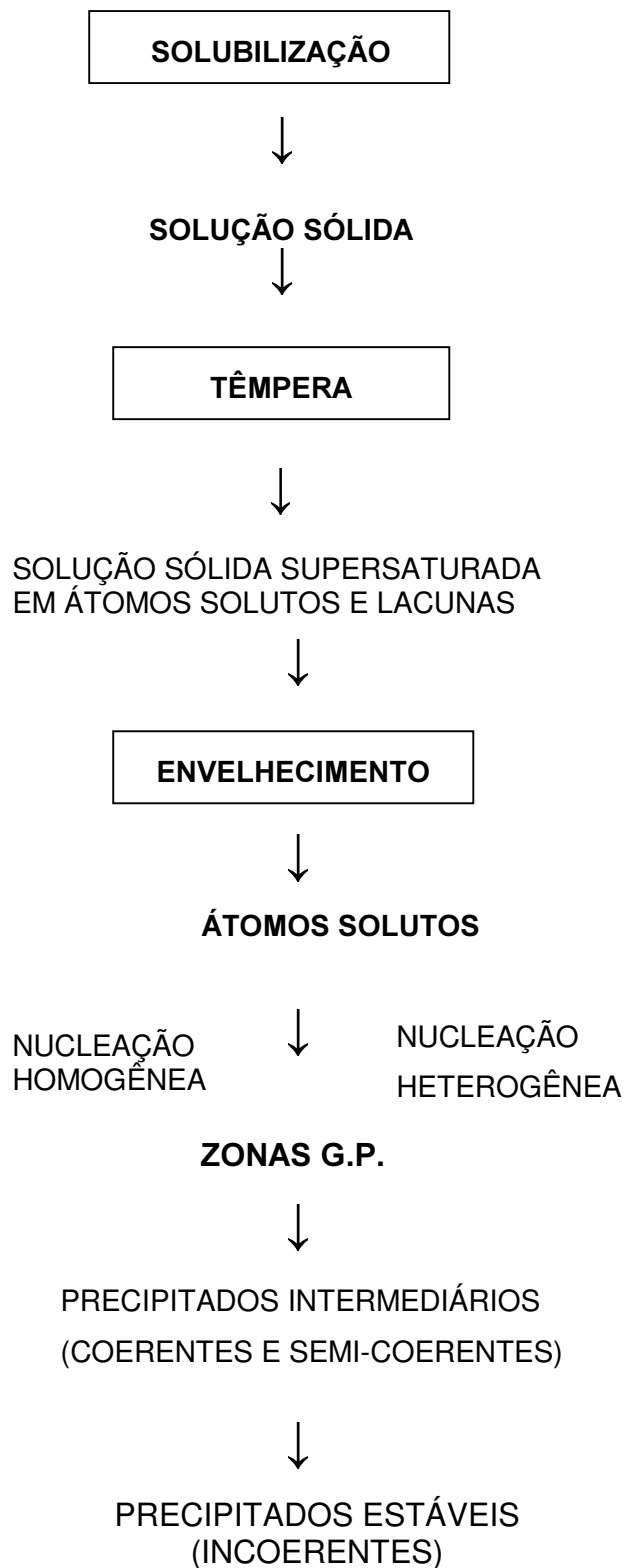 SOLUBILIZAÇÃO
↓
SOLUÇÃO SÓLIDA
↓
TÊMPERA
↓
SOLUÇÃO SÓLIDA SUPERSATURADA
EM ÁTOMOS SOLUTOS E LACUNAS
↓
ENVELHECIMENTO
↓
ÁTOMOS SOLUTOS
↓
NUCLEAÇÃO
HOMOGÊNEA
NUCLEAÇÃO
HETEROGÊNEA
ZONAS G.P.
↓
PRECIPITADOS INTERMEDIÁRIOS
(COERENTES E SEMI-COERENTES)
↓
PRECIPITADOS ESTÁVEIS
(INCOERENTES)